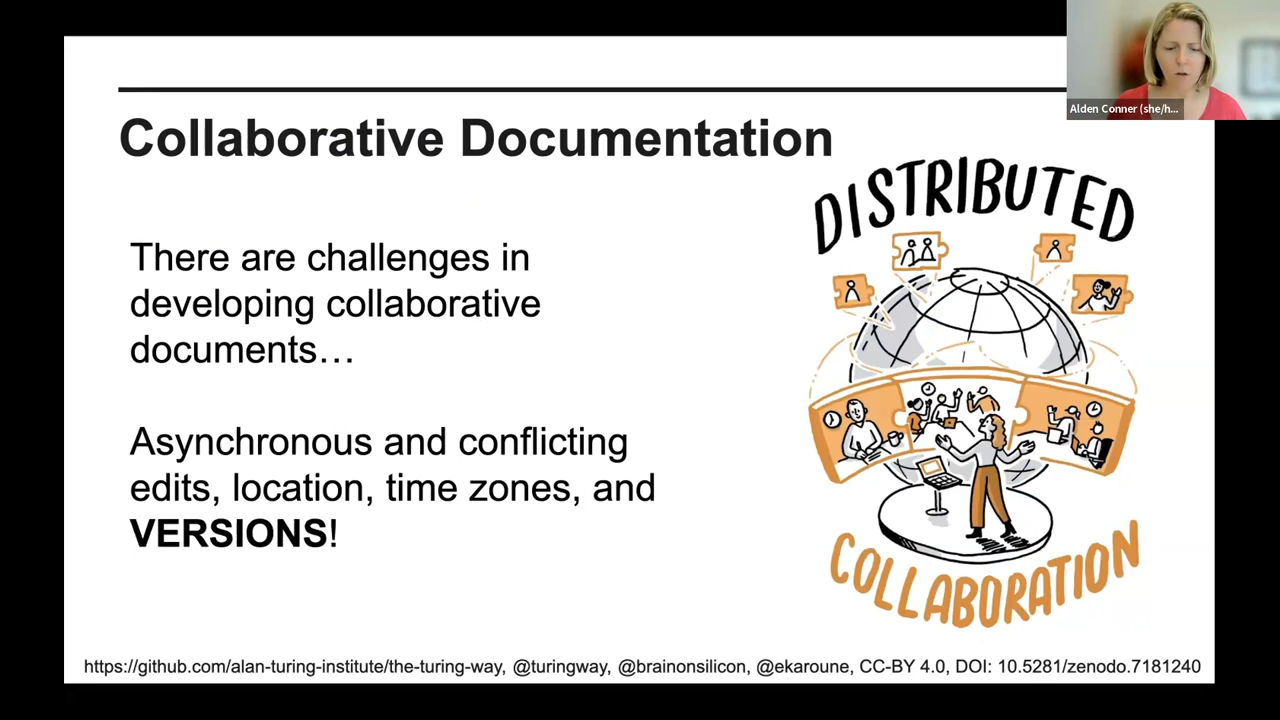 Alden Conner (she/h...
Collaborative Documentation
There are challenges in
developing collaborative
documents…
Asynchronous and conflicting
edits, location, time zones, and
VERSIONS!
DISTRIBUTED
COLLABORATION
https://github.com/alan-turing-institute/the-turing-way, @turingway, @brainonsilicon, @ekaroune, CC-BY 4.0, DOI: 10.5281/zenodo.7181240